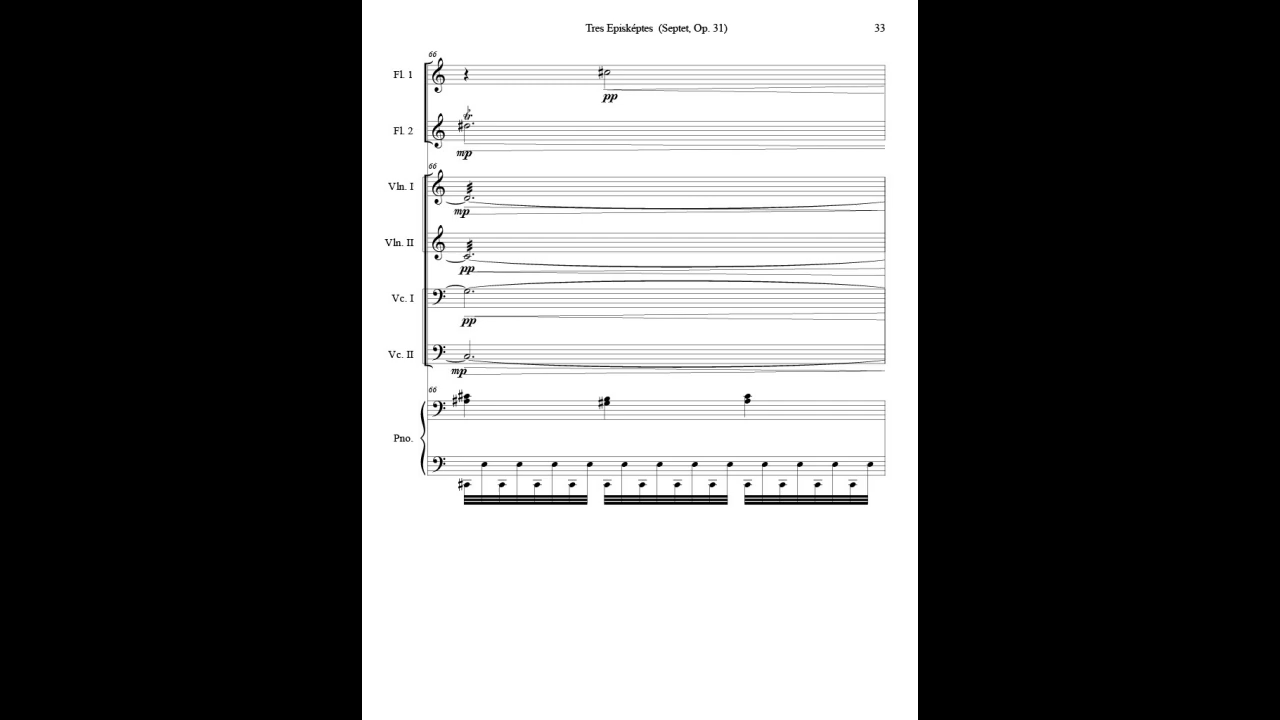 Tres Episképtes (Septet, Op. 31) 33
66
Fl. 1
pp
Fl. 2
tr
mp
66
Vln. I
mp
Vln. II
pp
Vc. I
pp
Vc. II
mp
66
Pno.